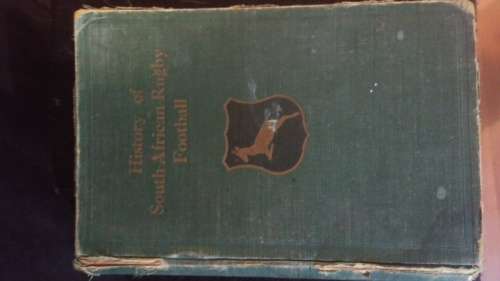 History of
South African Rugby
Football